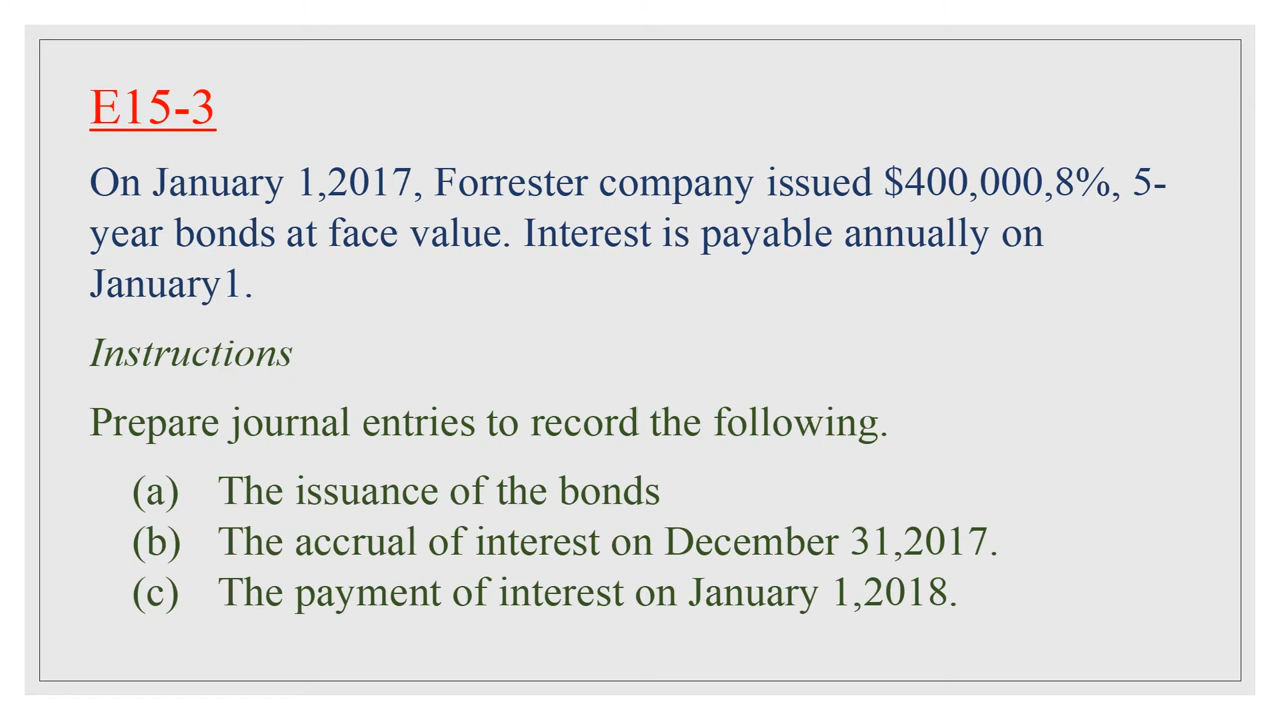 E15-3
On January 1,2017, Forrester company issued $400,000,8%, 5-
year bonds at face value. Interest is payable annually on
January1.
Instructions
Prepare journal entries to record the following.
(a) The issuance of the bonds
(b) The accrual of interest on December 31,2017.
(c) The payment of interest on January 1,2018.